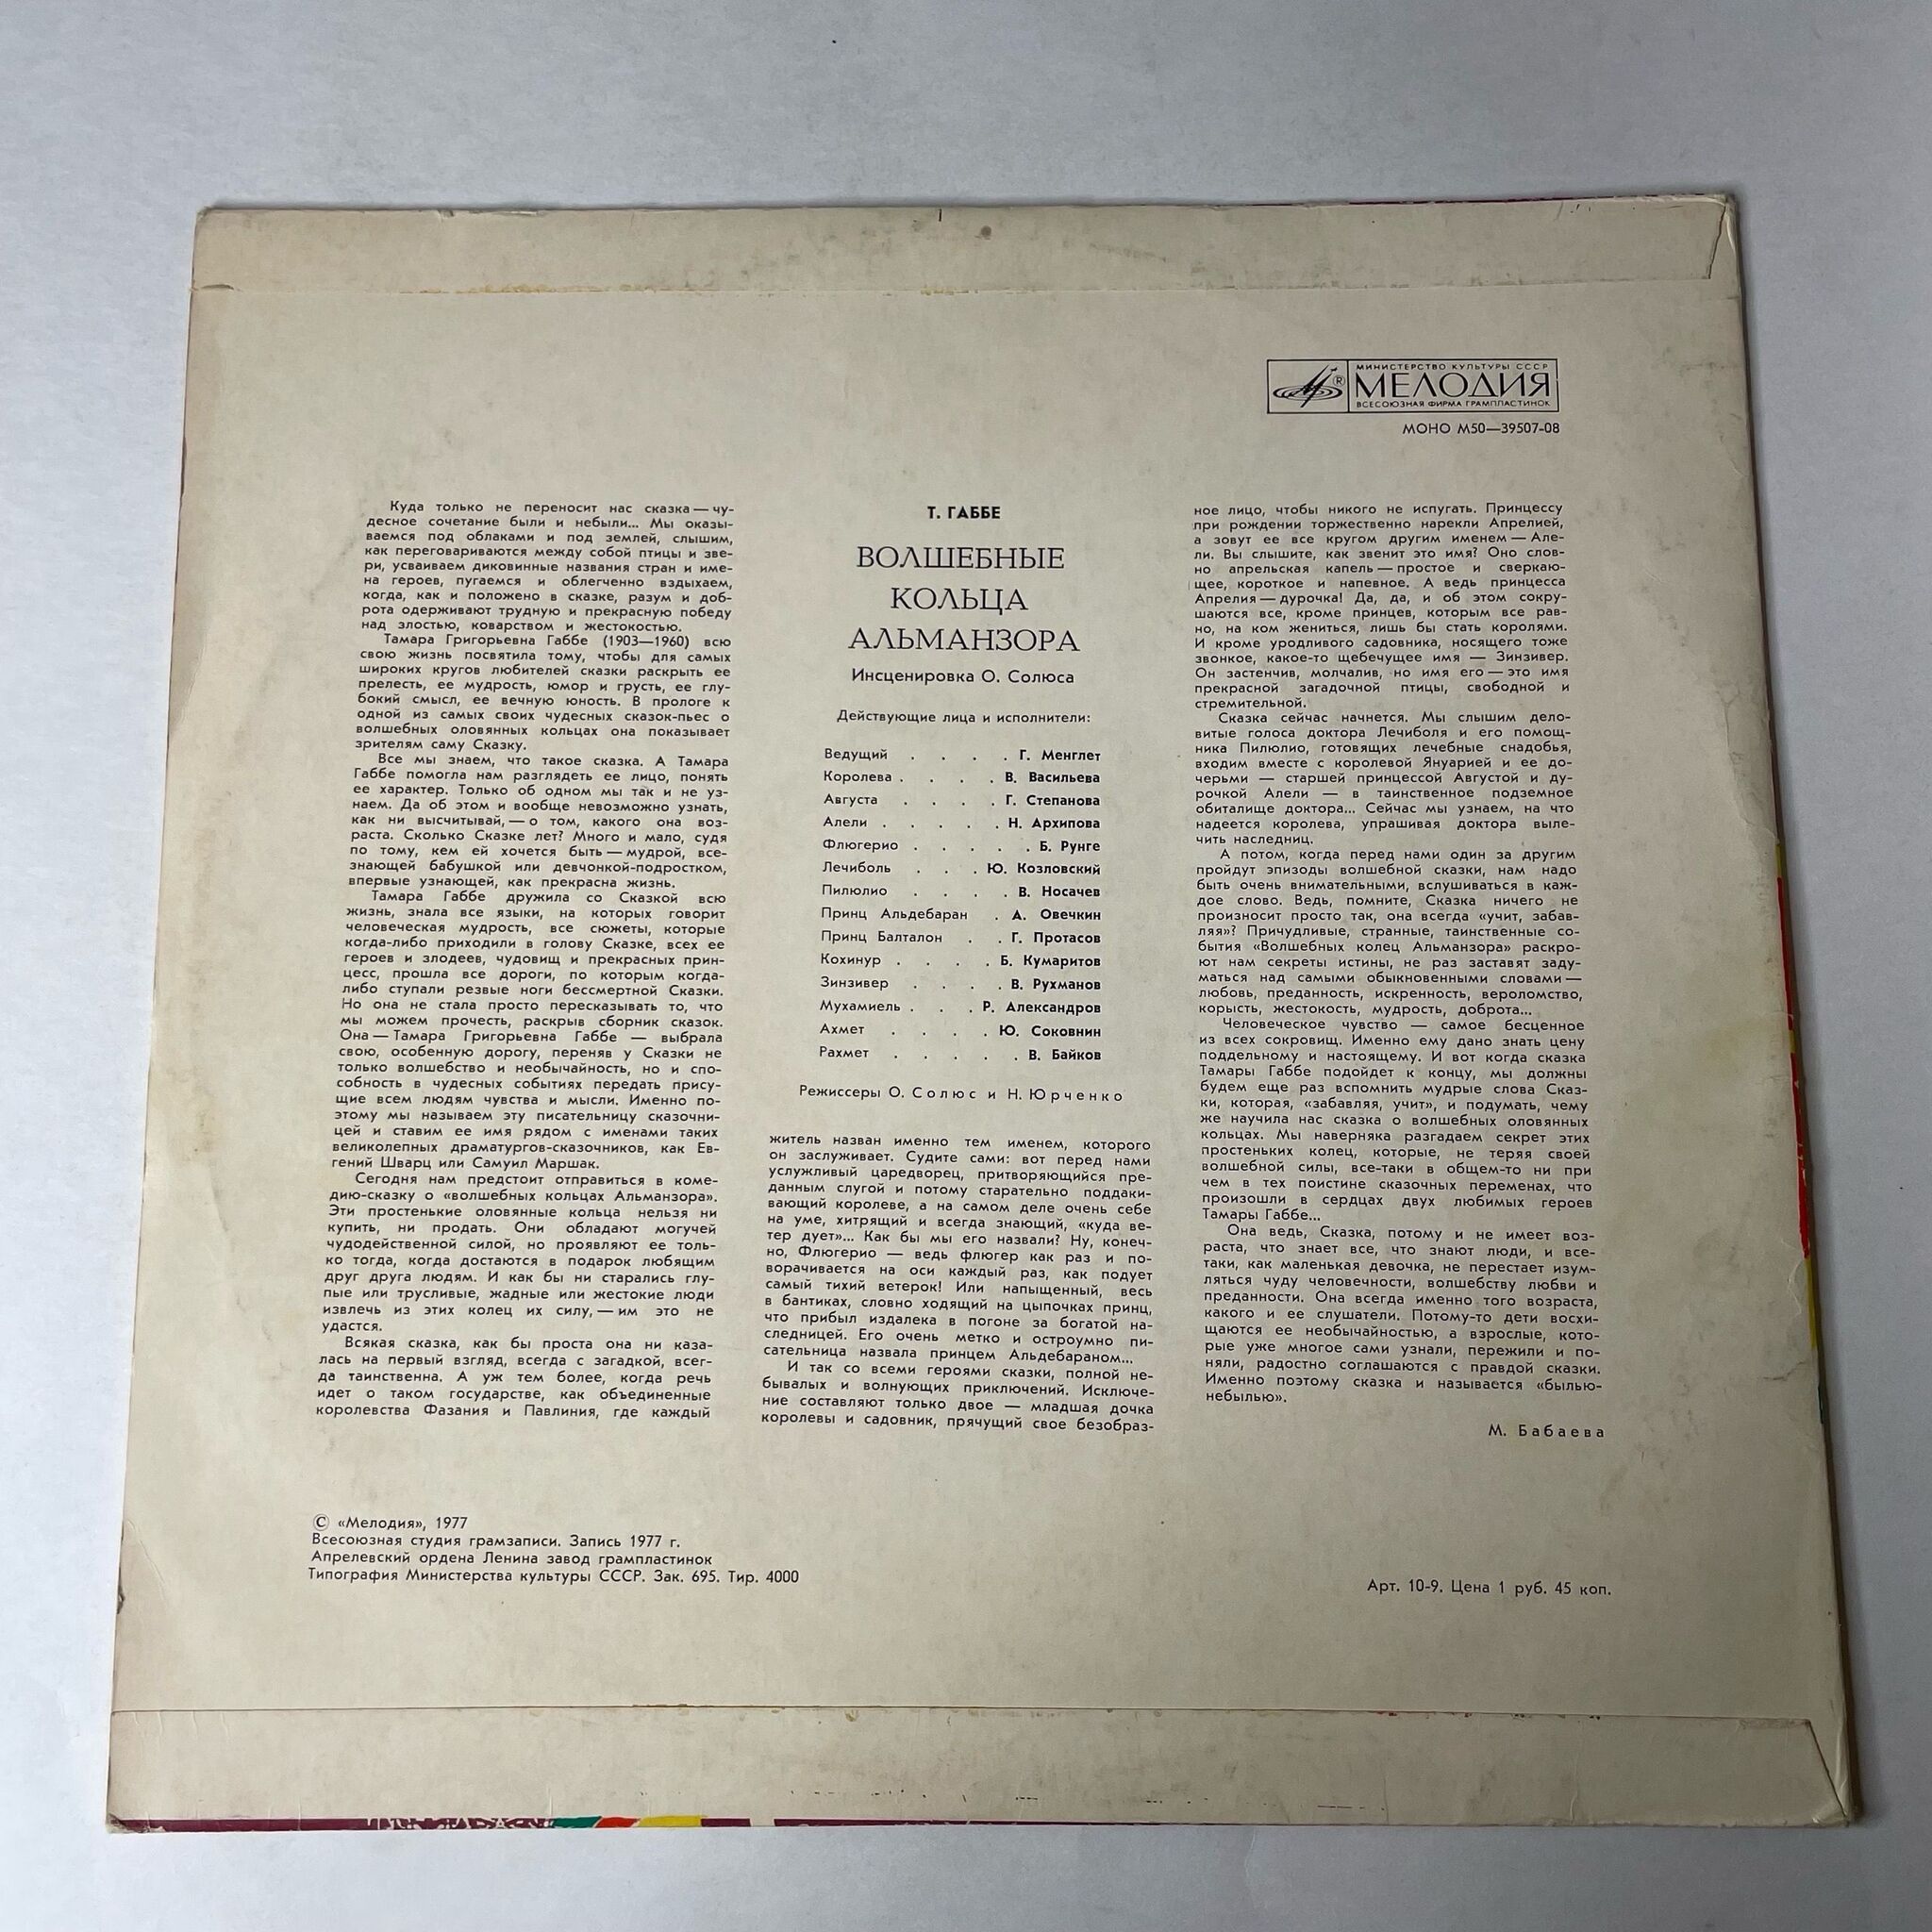 МИНИСТЕРСТВО КУЛЬТУРЫ СССР
МЕЛОДИЯ
ВСЕСОЮЗНАЯ ФИРМА ГРАМПЛАСТИНОК
МОНО М50—39507-08
Куда только не переносит нас сказка — чу-
десное сочетание были и небыли... Мы оказы-
ваемся под облаками и под землей, слышим,
как переговариваются между собой птицы и зве-
ри, усваиваем диковинные названия стран и име-
на героев, пугаемся и облегченно вздыхаем,
когда, как и положено в сказке, разум и доб-
рота одерживают трудную и прекрасную победу
над злостью, коварством и жестокостью.
Тамара Григорьевна Габбе (1903—1960) всю
свою жизнь посвятила тому, чтобы для самых
широких кругов любителей сказки раскрыть ее
прелесть, ее мудрость, юмор и грусть, ее глу-
бокий смысл, ее вечную юность. В прологе к
одной из самых своих чудесных сказок-пьес о
волшебных оловянных кольцах она показывает
зрителям саму Сказку.
Все мы знаем, что такое сказка. А Тамара
Габбе помогла нам разглядеть ее лицо, понять
ее характер. Только об одном мы так и не уз-
наем. Да об этом и вообще невозможно узнать,
как ни высчитывай, — о том, какого она воз-
раста. Сколько Сказке лет? Много и мало, судя
по тому, кем ей хочется быть — мудрой, все-
знающей бабушкой или девчонкой-подростком,
впервые узнающей, как прекрасна жизнь.
Тамара Габбе дружила со Сказкой всю
жизнь, знала все языки, на которых говорит
человеческая мудрость, все сюжеты, которые
когда-либо приходили в голову Сказке, всех ее
героев и злодеев, чудовищ и прекрасных прин-
цесс, прошла все дороги, по которым когда-
либо ступали резвые ноги бессмертной Сказки.
Но она не стала просто пересказывать то, что
мы можем прочесть, раскрыв сборник сказок.
Она — Тамара Григорьевна Габбе — выбрала
свою, особенную дорогу, переняв у Сказки не
только волшебство и необычайность, но и спо-
собность в чудесных событиях передать прису-
щие всем людям чувства и мысли. Именно по-
этому мы называем эту писательницу сказочни-
цей и ставим ее имя рядом с именами таких
великолепных драматургов-сказочников, как Ев-
гений Шварц или Самуил Маршак.
Сегодня нам предстоит отправиться в коме-
дию-сказку о «волшебных кольцах Альманзора».
Эти простенькие оловянные кольца нельзя ни
купить, ни продать. Они обладают могучей
чудодейственной силой, но проявляют ее толь-
ко тогда, когда достаются в подарок любящим
друг друга людям. И как бы ни старались глу-
пые или трусливые, жадные или жестокие люди
извлечь из этих колец их силу, — им это не
удастся.
Всякая сказка, как бы проста она ни каза-
лась на первый взгляд, всегда с загадкой, всег-
да таинственна. А уж тем более, когда речь
идет о таком государстве, как объединенные
королевства Фазания и Павлиния, где каждый
Т. ГАББЕ
ВОЛШЕБНЫЕ
КОЛЬЦА
АЛЬМАНЗОРА
Инсценировка О. Солюса
Действующие лица и исполнители:
Ведущий . . . . Г. Менглет
Королева . . . . В. Васильева
Августа . . . . Г. Степанова
Алели . . . . . Н. Архипова
Флюгерио . . . . . Б. Рунге
Лечиболь . . . Ю. Козловский
Пилюлио . . . . В. Носачев
Принц Альдебаран . А. Овечкин
Принц Балталон . . Г. Протасов
Кохинур . . . . Б. Кумаритов
Зинзивер . . . . В. Рухманов
Мухамиель . . . Р. Александров
Ахмет . . . . Ю. Соковнин
Рахмет . . . . . В. Байков
Режиссеры О. Солюс и Н. Юрченко
житель назван именно тем именем, которого
он заслуживает. Судите сами: вот перед нами
услужливый царедворец, притворяющийся пре-
данным слугой и потому старательно поддаки-
вающий королеве, а на самом деле очень себе
на уме, хитрящий и всегда знающий, «куда ве-
тер дует»... Как бы мы его назвали? Ну, конеч-
но, Флюгерио — ведь флюгер как раз и по-
ворачивается на оси каждый раз, как подует
самый тихий ветерок! Или напыщенный, весь
в бантиках, словно ходящий на цыпочках принц,
что прибыл издалека в погоне за богатой на-
следницей. Его очень метко и остроумно пи-
сательница назвала принцем Альдебараном...
И так со всеми героями сказки, полной не-
бывалых и волнующих приключений. Исключе-
ние составляют только двое — младшая дочка
королевы и садовник, прячущий свое безобраз-
ное лицо, чтобы никого не испугать. Принцессу
при рождении торжественно нарекли Апрелией,
а зовут ее все кругом другим именем — Але-
ли. Вы слышите, как звенит это имя? Оно слов-
но апрельская капель — простое и сверкаю-
щее, короткое и напевное. А ведь принцесса
Апрелия — дурочка! Да, да, и об этом сокру-
шаются все, кроме принцев, которым все рав-
но, на ком жениться, лишь бы стать королями.
И кроме уродливого садовника, носящего тоже
звонкое, какое-то щебечущее имя — Зинзивер.
Он застенчив, молчалив, но имя его — это имя
прекрасной загадочной птицы, свободной и
стремительной.
Сказка сейчас начнется. Мы слышим дело-
витые голоса доктора Лечиболя и его помощ-
ника Пилюлио, готовящих лечебные снадобья,
входим вместе с королевой Януарией и ее до-
черьми — старшей принцессой Августой и ду-
рочкой Алели — в таинственное подземное
обиталище доктора... Сейчас мы узнаем, на что
надеется королева, упрашивая доктора выле-
чить наследниц.
А потом, когда перед нами один за другим
пройдут эпизоды волшебной сказки, нам надо
быть очень внимательными, вслушиваться в каж-
дое слово. Ведь, помните, Сказка ничего не
произносит просто так, она всегда «учит, забав-
ляя»? Причудливые, странные, таинственные со-
бытия «Волшебных колец Альманзора» раскро-
ют нам секреты истины, не раз заставят заду-
маться над самыми обыкновенными словами —
любовь, преданность, искренность, вероломство,
корысть, жестокость, мудрость, доброта...
Человеческое чувство — самое бесценное
из всех сокровищ. Именно ему дано знать цену
поддельному и настоящему. И вот когда сказка
Тамары Габбе подойдет к концу, мы должны
будем еще раз вспомнить мудрые слова Сказ-
ки, которая, «забавляя, учит», и подумать, чему
же научила нас сказка о волшебных оловянных
кольцах. Мы наверняка разгадаем секрет этих
простеньких колец, которые, не теряя своей
волшебной силы, все-таки в общем-то ни при
чем в тех поистине сказочных переменах, что
произошли в сердцах двух любимых героев
Тамары Габбе...
Она ведь, Сказка, потому и не имеет воз-
раста, что знает все, что знают люди, и все-
таки, как маленькая девочка, не перестает изум-
ляться чуду человечности, волшебству любви и
преданности. Она всегда именно того возраста,
какого и ее слушатели. Потому-то дети восхи-
щаются ее необычайностью, а взрослые, кото-
рые уже многое сами узнали, пережили и по-
няли, радостно соглашаются с правдой сказки.
Именно поэтому сказка и называется «былью-
небылью».
М. Бабаева
© «Мелодия», 1977
Всесоюзная студия грамзаписи. Запись 1977 г.
Апрелевский ордена Ленина завод грампластинок
Типография Министерства культуры СССР. Зак. 695. Тир. 4000
Арт. 10-9. Цена 1 руб. 45 коп.